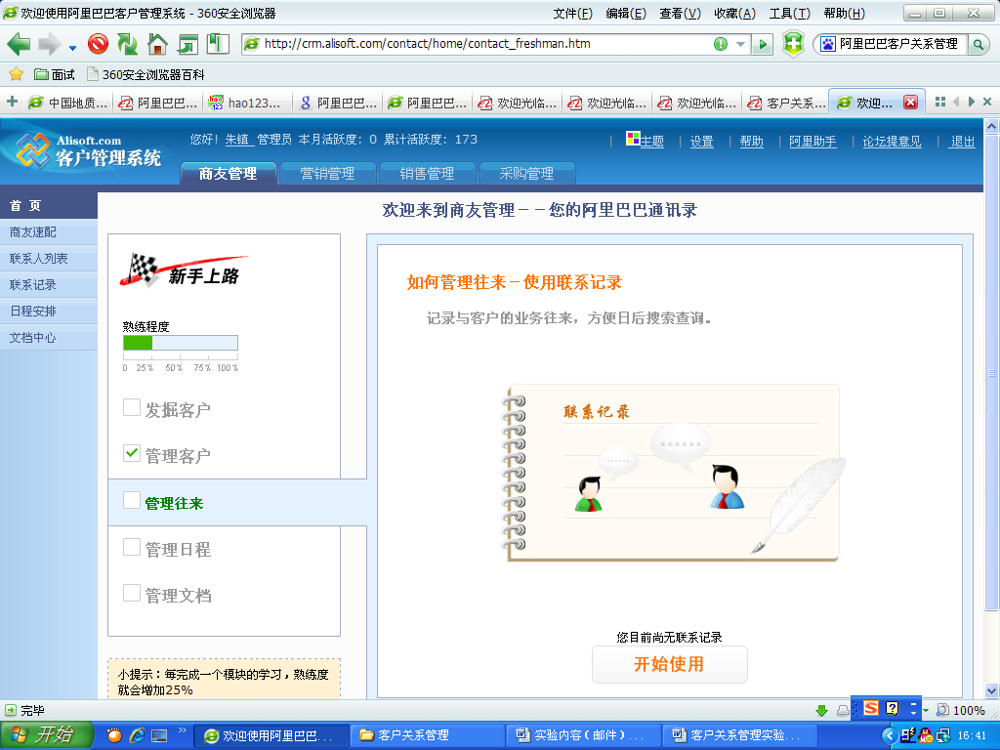 欢迎使用阿里巴巴客户管理系统 - 360安全浏览器
文件(F) 编辑(E) 查看(V) 收藏(A) 工具(T) 帮助(H)
http://crm.alisoft.com/contact/home/contact_freshman.htm
阿里巴巴客户关系管理
面试 360安全浏览器百科
中国地质... 阿里巴巴... hao123... 阿里巴巴... 阿里巴巴... 欢迎光临... 欢迎光临... 欢迎光临... 客户关系... 欢迎...
Alisoft.com
客户管理系统
您好! 朱镇 管理员 本月活跃度: 0 累计活跃度: 173
| 主题 | 设置 | 帮助 | 阿里助手 | 论坛提意见 | 退出
商友管理 营销管理 销售管理 采购管理
首 页
商友速配
联系人列表
联系记录
日程安排
文档中心
欢迎来到商友管理－－您的阿里巴巴通讯录
新手上路
熟练程度
0 25% 50% 75% 100%
发掘客户
管理客户
管理往来
管理日程
管理文档
小提示：每完成一个模块的学习，熟练度
就会增加25%
如何管理往来－使用联系记录
记录与客户的业务往来，方便日后搜索查询。
联系记录
您目前尚无联系记录
开始使用
完毕
100%
开始
欢迎使用阿里巴巴... 客户关系管理 实验内容（邮件）... 客户关系管理实验...
16:41